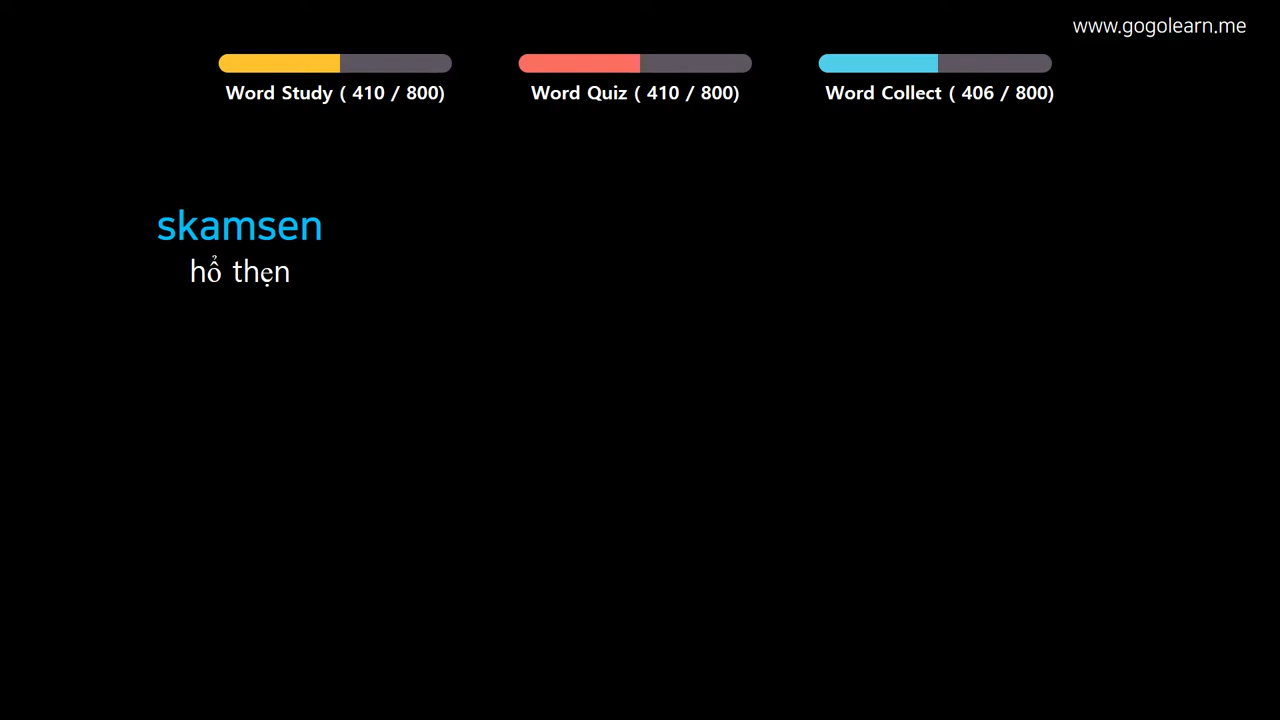 www.gogolearn.me
Word Study ( 410 / 800)
Word Quiz ( 410 / 800)
Word Collect ( 406 / 800)
skamsen
hổ thẹn